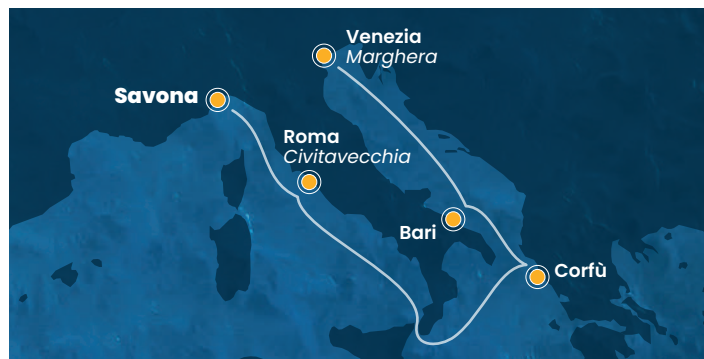 Venezia
Marghera
Savona
Roma
Civitavecchia
Bari
Corfù